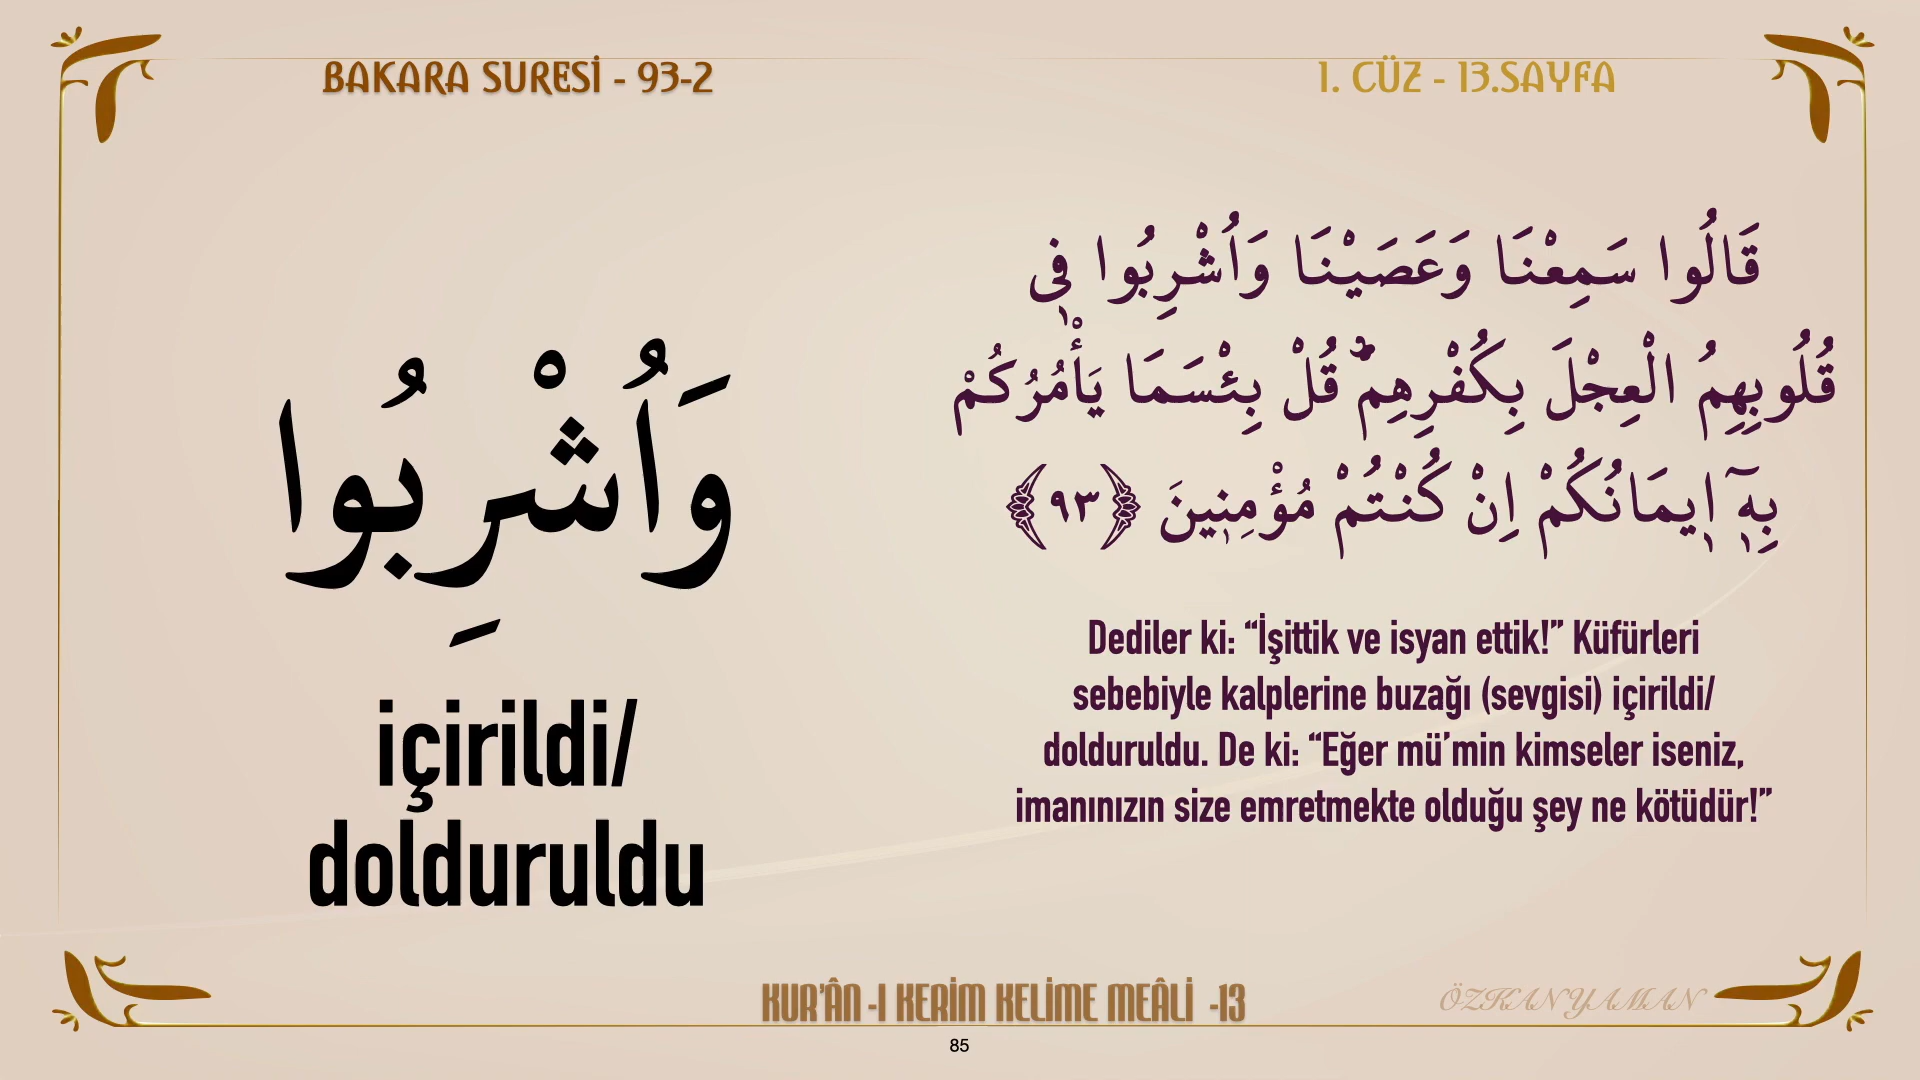 BAKARA SURESİ - 93-2
1. CÜZ - 13.SAYFA
وَاُشْرِبُوا
içirildi/
dolduruldu
قَالُوا سَمِعْنَا وَعَصَيْنَا وَاُشْرِبُوا ف۪ى
قُلُوبِهِمُ الْعِجْلَ بِكُفْرِهِمْۜ قُلْ بِئْسَمَا يَأْمُرُكُمْ
بِه۪ٓ ا۪يمَانُكُمْ اِنْ كُنْتُمْ مُؤْمِن۪ينَ ﴿٩٣﴾
Dediler ki: “İşittik ve isyan ettik!” Küfürleri
sebebiyle kalplerine buzağı (sevgisi) içirildi/
dolduruldu. De ki: “Eğer mü’min kimseler iseniz,
imanınızın size emretmekte olduğu şey ne kötüdür!”
KUR’ÂN -I KERİM KELİME MEÂLİ -13
ÖZKAN YAMAN
85